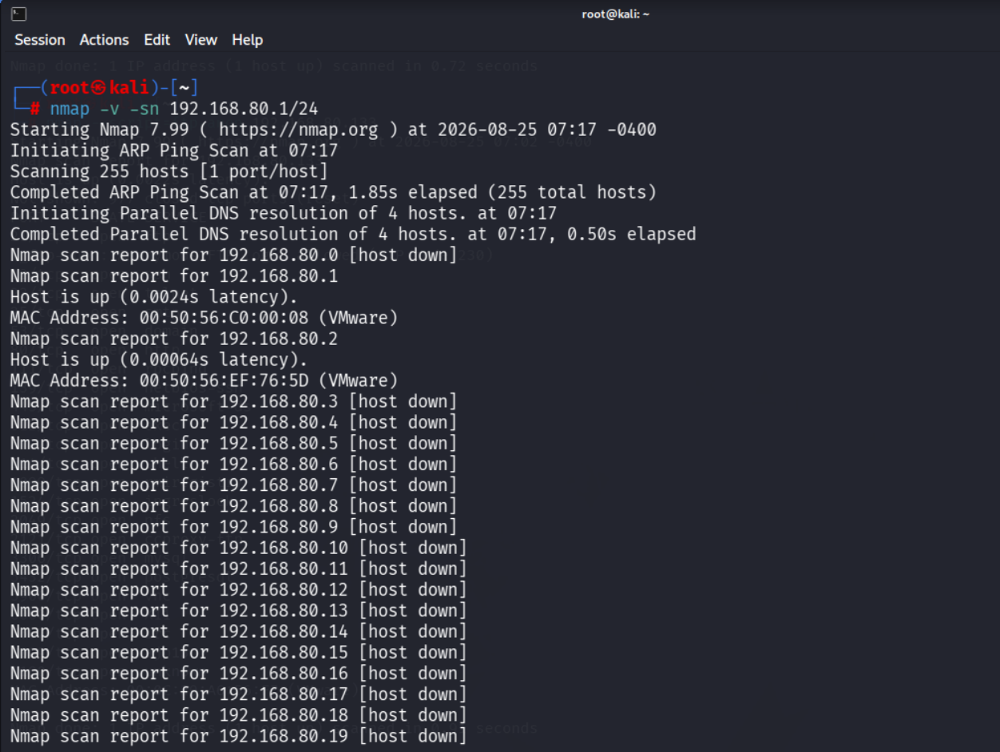 root@kali: ~
Session Actions Edit View Help
Nmap done: 1 IP address (1 host up) scanned in 0.72 seconds
┌──(root㉿kali)-[~]
└─# nmap -v -sn 192.168.80.1/24
Starting Nmap 7.99 ( https://nmap.org ) at 2026-08-25 07:17 -0400
Initiating ARP Ping Scan at 07:17
Scanning 255 hosts [1 port/host]
Completed ARP Ping Scan at 07:17, 1.85s elapsed (255 total hosts)
Initiating Parallel DNS resolution of 4 hosts. at 07:17
Completed Parallel DNS resolution of 4 hosts. at 07:17, 0.50s elapsed
Nmap scan report for 192.168.80.0 [host down]
Nmap scan report for 192.168.80.1
Host is up (0.0024s latency).
MAC Address: 00:50:56:C0:00:08 (VMware)
Nmap scan report for 192.168.80.2
Host is up (0.00064s latency).
MAC Address: 00:50:56:EF:76:5D (VMware)
Nmap scan report for 192.168.80.3 [host down]
Nmap scan report for 192.168.80.4 [host down]
Nmap scan report for 192.168.80.5 [host down]
Nmap scan report for 192.168.80.6 [host down]
Nmap scan report for 192.168.80.7 [host down]
Nmap scan report for 192.168.80.8 [host down]
Nmap scan report for 192.168.80.9 [host down]
Nmap scan report for 192.168.80.10 [host down]
Nmap scan report for 192.168.80.11 [host down]
Nmap scan report for 192.168.80.12 [host down]
Nmap scan report for 192.168.80.13 [host down]
Nmap scan report for 192.168.80.14 [host down]
Nmap scan report for 192.168.80.15 [host down]
Nmap scan report for 192.168.80.16 [host down]
Nmap scan report for 192.168.80.17 [host down]
Nmap scan report for 192.168.80.18 [host down]
Nmap scan report for 192.168.80.19 [host down]